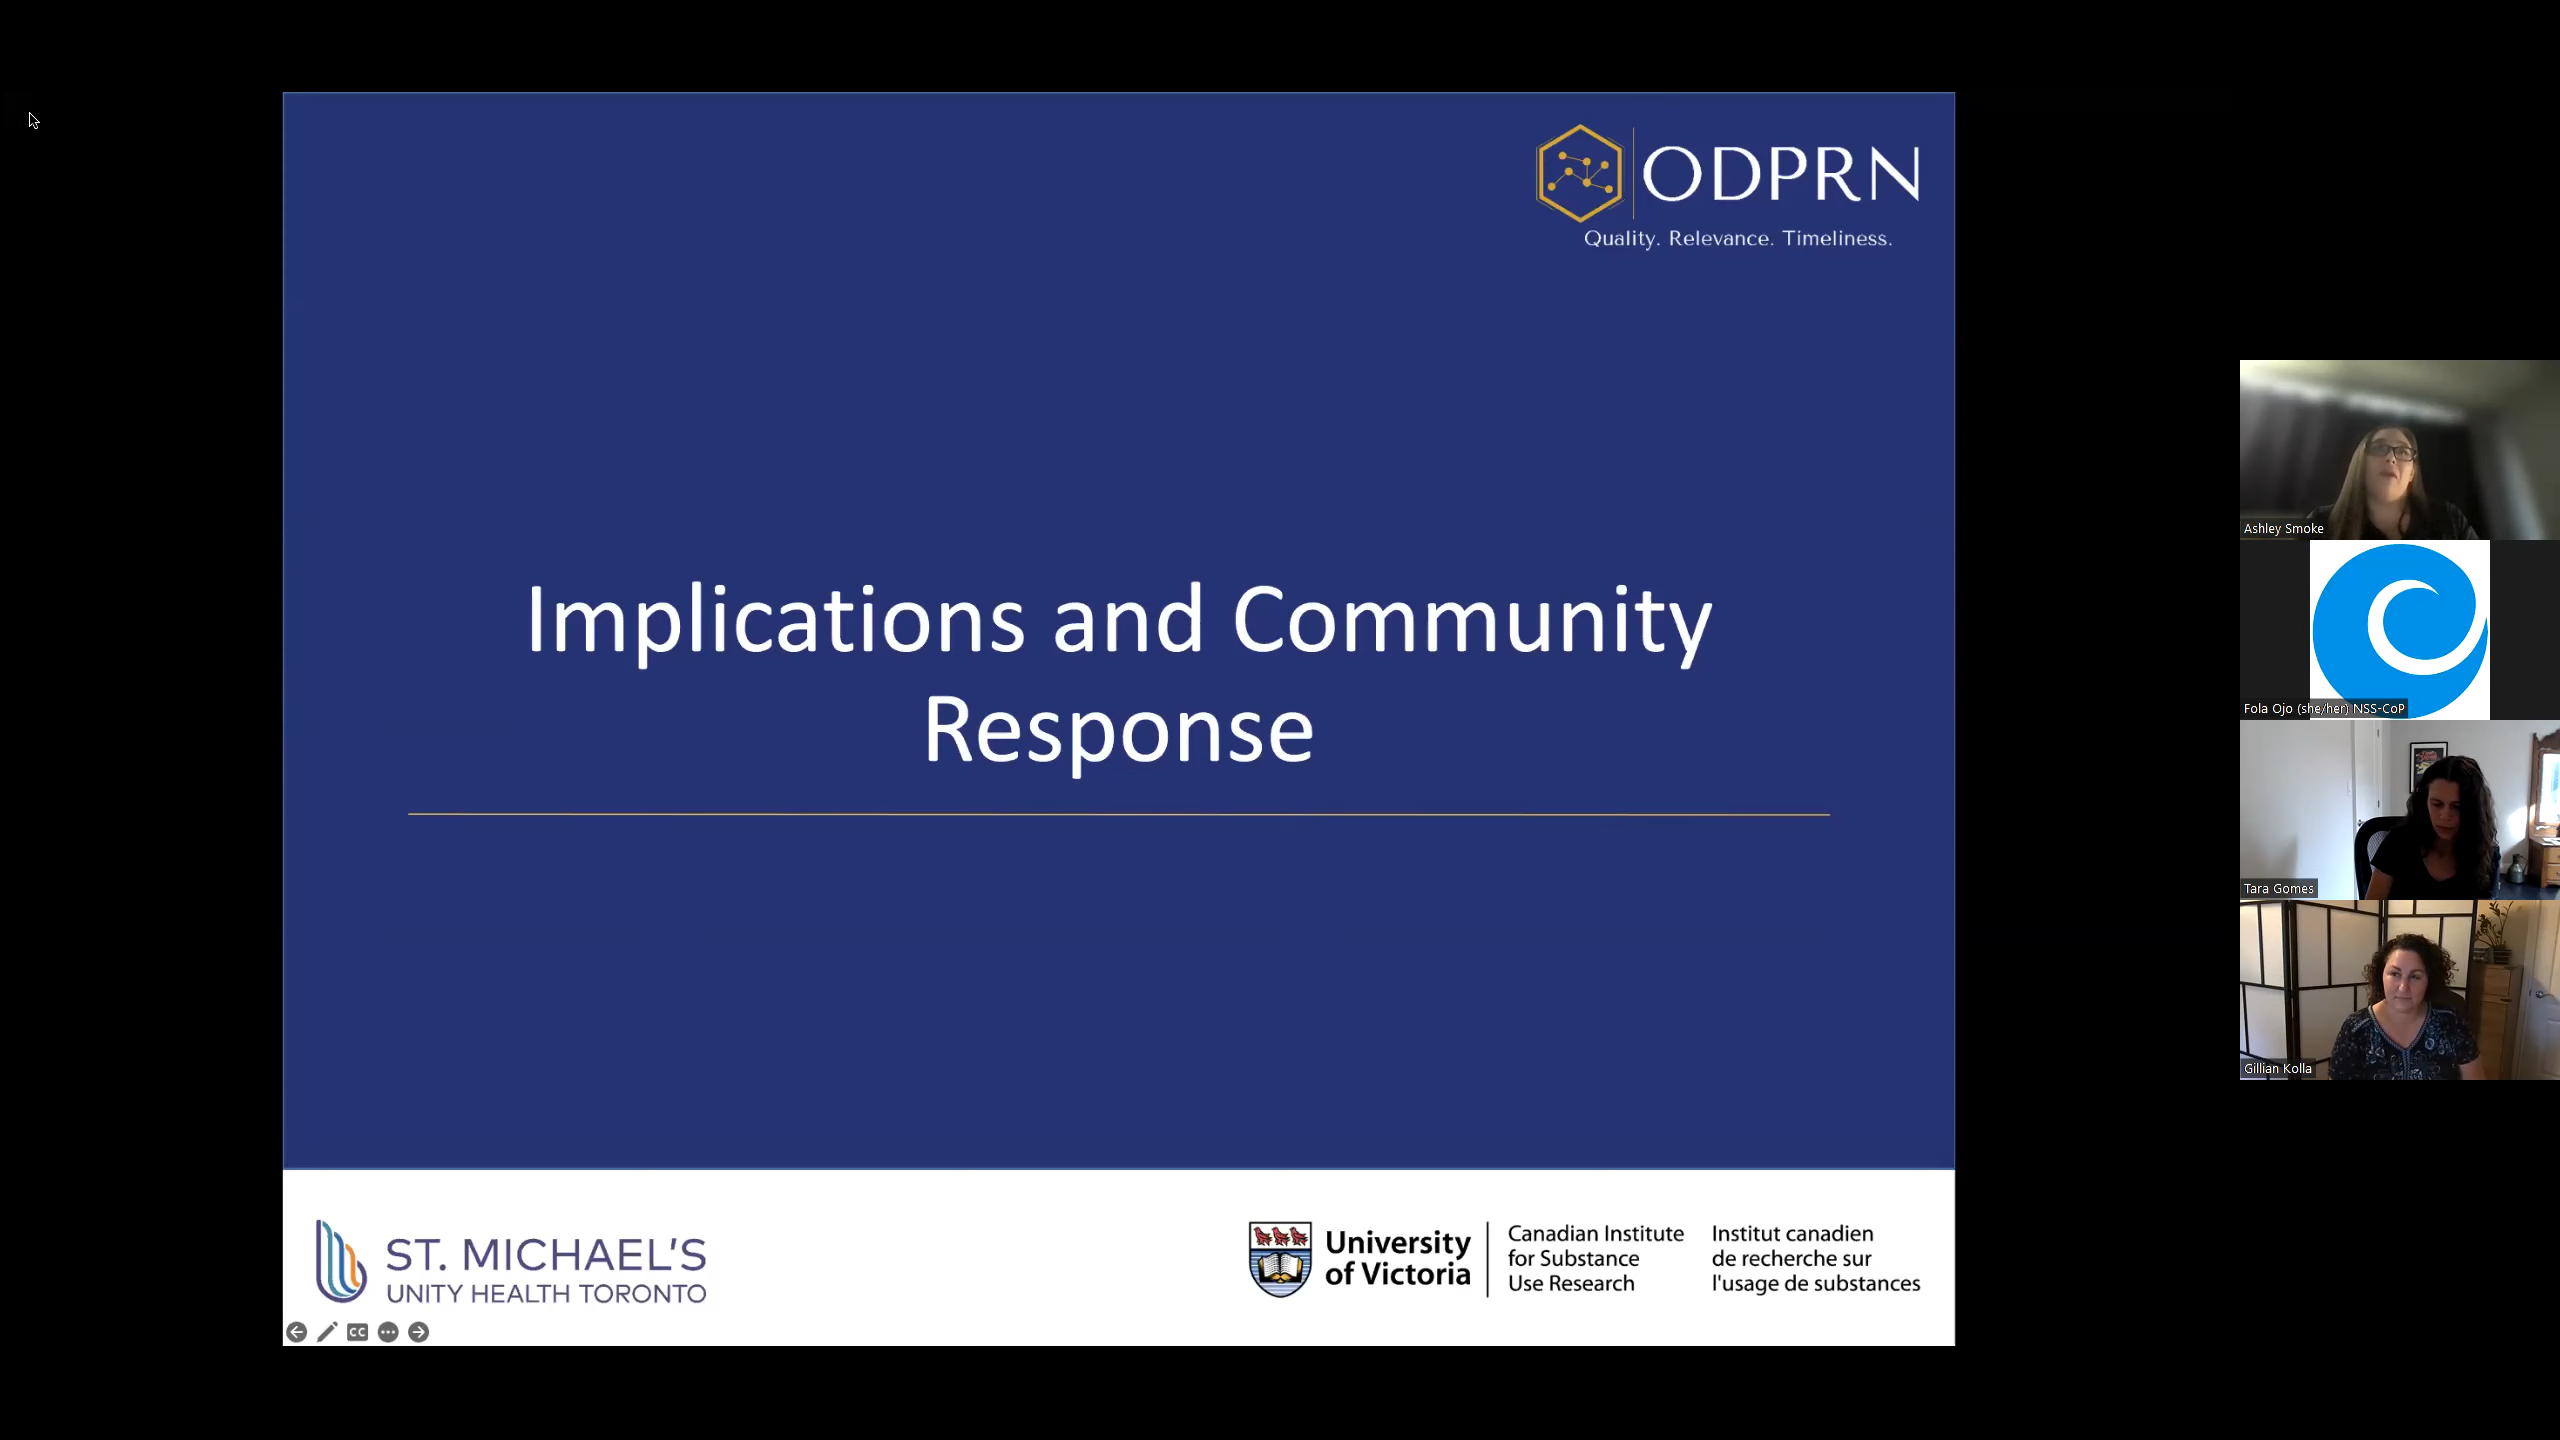 ODPRN
Quality. Relevance. Timeliness.
Implications and Community
Response
ST. MICHAEL'S
UNITY HEALTH TORONTO
University
of Victoria
Canadian Institute
for Substance
Use Research
Institut canadien
de recherche sur
l'usage de substances
CC
Ashley Smoke
Fola Ojo (she/her) NSS-CoP
Tara Gomes
Gillian Kolla